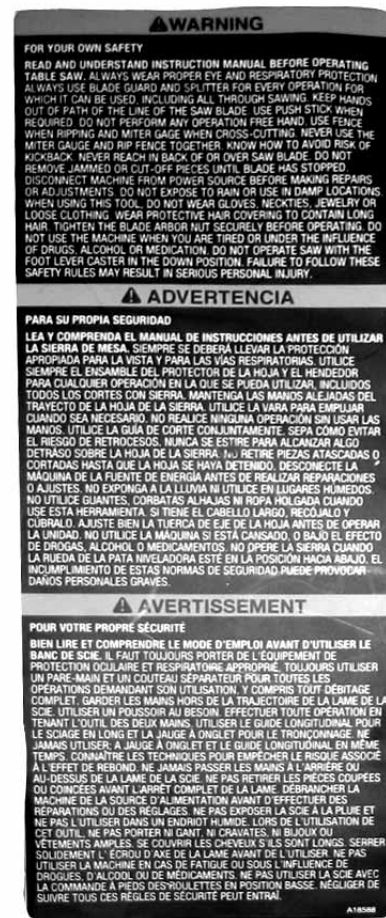 ⚠WARNING
FOR YOUR OWN SAFETY
READ AND UNDERSTAND INSTRUCTION MANUAL BEFORE OPERATING
TABLE SAW. ALWAYS WEAR PROPER EYE AND RESPIRATORY PROTECTION
ALWAYS USE BLADE GUARD AND SPLITTER FOR EVERY OPERATION FOR
WHICH IT CAN BE USED, INCLUDING ALL THROUGH SAWING. KEEP HANDS
OUT OF PATH OF THE LINE OF THE SAW BLADE. USE PUSH STICK WHEN
REQUIRED. DO NOT PERFORM ANY OPERATION FREE HAND. USE FENCE
WHEN RIPPING AND MITER GAGE WHEN CROSS-CUTTING. NEVER USE THE
MITER GAUGE AND RIP FENCE TOGETHER. KNOW HOW TO AVOID RISK OF
KICKBACK. NEVER REACH IN BACK OF OR OVER SAW BLADE. DO NOT
REMOVE JAMMED OR CUT-OFF PIECES UNTIL BLADE HAS STOPPED.
DISCONNECT MACHINE FROM POWER SOURCE BEFORE MAKING REPAIRS
OR ADJUSTMENTS. DO NOT EXPOSE TO RAIN OR USE IN DAMP LOCATIONS.
WHEN USING THIS TOOL, DO NOT WEAR GLOVES, NECKTIES, JEWELRY OR
LOOSE CLOTHING. WEAR PROTECTIVE HAIR COVERING TO CONTAIN LONG
HAIR. TIGHTEN THE BLADE ARBOR NUT SECURELY BEFORE OPERATING. DO
NOT USE THE MACHINE WHEN YOU ARE TIRED OR UNDER THE INFLUENCE
OF DRUGS, ALCOHOL OR MEDICATION. DO NOT OPERATE SAW WITH THE
FOOT LEVER CASTER IN THE DOWN POSITION. FAILURE TO FOLLOW THESE
SAFETY RULES MAY RESULT IN SERIOUS PERSONAL INJURY.
⚠ ADVERTENCIA
PARA SU PROPIA SEGURIDAD
LEA Y COMPRENDA EL MANUAL DE INSTRUCCIONES ANTES DE UTILIZAR
LA SIERRA DE MESA. SIEMPRE SE DEBERÁ LLEVAR LA PROTECCIÓN
APROPIADA PARA LA VISTA Y PARA LAS VÍAS RESPIRATORIAS. UTILICE
SIEMPRE EL ENSAMBLE DEL PROTECTOR DE LA HOJA Y EL HENDEDOR
PARA CUALQUIER OPERACIÓN EN LA QUE SE PUEDA UTILIZAR, INCLUIDOS
TODOS LOS CORTES CON SIERRA. MANTENGA LAS MANOS ALEJADAS DEL
TRAYECTO DE LA HOJA DE LA SIERRA. UTILICE LA VARA PARA EMPUJAR
CUANDO SEA NECESARIO, NO REALICE NINGUNA OPERACIÓN SIN USAR LAS
MANOS. UTILICE LA GUÍA DE CORTE CONJUNTAMENTE. SEPA CÓMO EVITAR
EL RIESGO DE RETROCESOS. NUNCA SE ESTIRE PARA ALCANZAR ALGO
DETRÁSO SOBRE LA HOJA DE LA SIERRA. NO RETIRE PIEZAS ATASCADAS O
CORTADAS HASTA QUE LA HOJA SE HAYA DETENIDO. DESCONECTE LA
MÁQUINA DE LA FUENTE DE ENERGÍA ANTES DE REALIZAR REPARACIONES
O AJUSTES. NO EXPONGA A LA LLUVIA NI UTILICE EN LUGARES HÚMEDOS.
NO UTILICE GUANTES, CORBATAS ALHALAS NI ROPA HOLGADA CUANDO
USE ESTA HERRAMIENTA. SI TIENE EL CABELLO LARGO, RECÓJALO Y
CÚBRALO. AJUSTE BIEN LA TUERCA DE EJE DE LA HOJA ANTES DE OPERAR
LA UNIDAD. NO UTILICE LA MÁQUINA SI ESTÁ CANSADO, O BAJO EL EFECTO
DE DROGAS, ALCOHOL O MEDICAMENTOS. NO OPERE LA SIERRA CUANDO
LA RUEDA DE LA PATA NIVELADORA ESTÉ EN LA POSICIÓN HACIA ABAJO. EL
INCUMPLIMIENTO DE ESTAS NORMAS DE SEGURIDAD PUEDE PROVOCAR
DAÑOS PERSONALES GRAVES.
⚠ AVERTISSEMENT
POUR VOTRE PROPRE SÉCURITÉ
BIEN LIRE ET COMPRENDRE LE MODE D'EMPLOI AVANT D'UTILISER LE
BANC DE SCIE. IL FAUT TOUJOURS PORTER DE L'ÉQUIPEMENT DE
PROTECTION OCULAIRE ET RESPIRATOIRE APPROPRIÉ. TOUJOURS UTILISER
UN PARE-MAIN ET UN COUTEAU SÉPARATEUR POUR TOUTES LES
OPÉRATIONS DEMANDANT SON UTILISATION, Y COMPRIS TOUT DÉBITAGE
COMPLET. GARDER LES MAINS HORS DE LA TRAJECTOIRE DE LA LAME DE LA
SCIE. UTILISER UN POUSSOIR AU BESOIN. EFFECTUER TOUTE OPÉRATION EN
TENANT L'OUTIL DES DEUX MAINS. UTILISER LE GUIDE LONGITUDINAL POUR
LE SCIAGE EN LONG ET LA JAUGE À ONGLET POUR LE TRONÇONNAGE. NE
JAMAIS UTILISER; A JAUGE À ONGLET ET LE GUIDE LONGITUDINAL EN MÊME
TEMPS. CONNAÎTRE LES TECHNIQUES POUR EMPÊCHER LE RISQUE ASSOCIÉ
À L'EFFET DE REBOND. NE JAMAIS PASSER LES MAINS À L'ARRIÈRE OU
AU-DESSUS DE LA LAME DE LA SCIE. NE PAS RETIRER LES PIÈCES COUPÉES
OU COINCÉES AVANT L'ARRÊT COMPLET DE LA LAME. DÉBRANCHER LA
MACHINE DE LA SOURCE D'ALIMENTATION AVANT D'EFFECTUER DES
RÉPARATIONS OU DES RÉGLAGES. NE PAS EXPOSER LA SCIE À LA PLUIE ET
NE PAS L'UTILISER DANS UN ENDRIOT HUMIDE. LORS DE L'UTILISATION DE
CET OUTIL, NE PAS PORTER NI GANT, NI CRAVATES, NI BIJOUX OU
VÊTEMENTS AMPLES. SE COUVRIR LES CHEVEUX S'ILS SONT LONGS. SERRER
SOLIDEMENT L' ÉCROU D'AXE DE LA LAME AVANT DE L'UTILISER. NE PAS
UTILISER LA MACHINE EN CAS DE FATIGUE OU SOUS L'INFLUENCE DE
DROGUES, D'ALCOOL OU DE MÉDICAMENTS. NE PAS UTILISER LA SCIE AVEC
LA COMMANDE À PIEDS DES ROULETTES EN POSITION BASSE. NÉGLIGER DE
SUIVRE TOUS CES RÈGLES DE SÉCURITÉ PEUT ENTRAÎ.
A18588